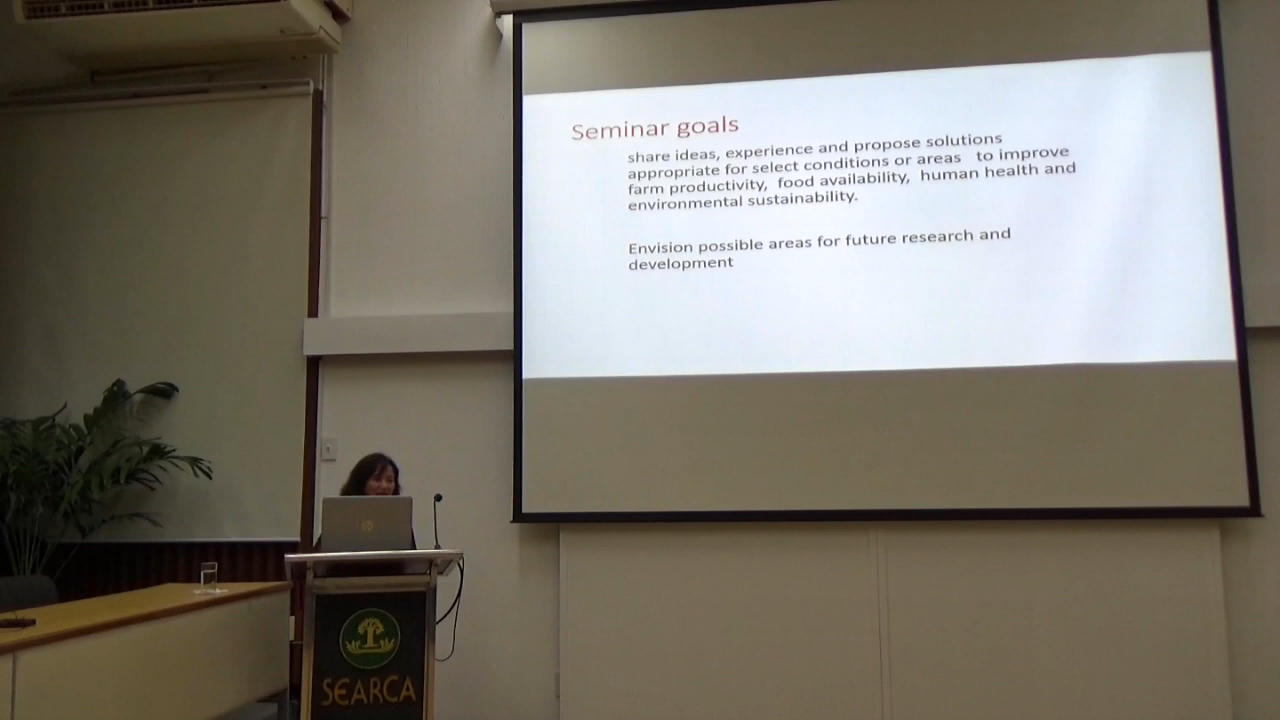 Seminar goals
share ideas, experience and propose solutions
appropriate for select conditions or areas to improve
farm productivity, food availability, human health and
environmental sustainability.
Envision possible areas for future research and
development
hp
SEARCA